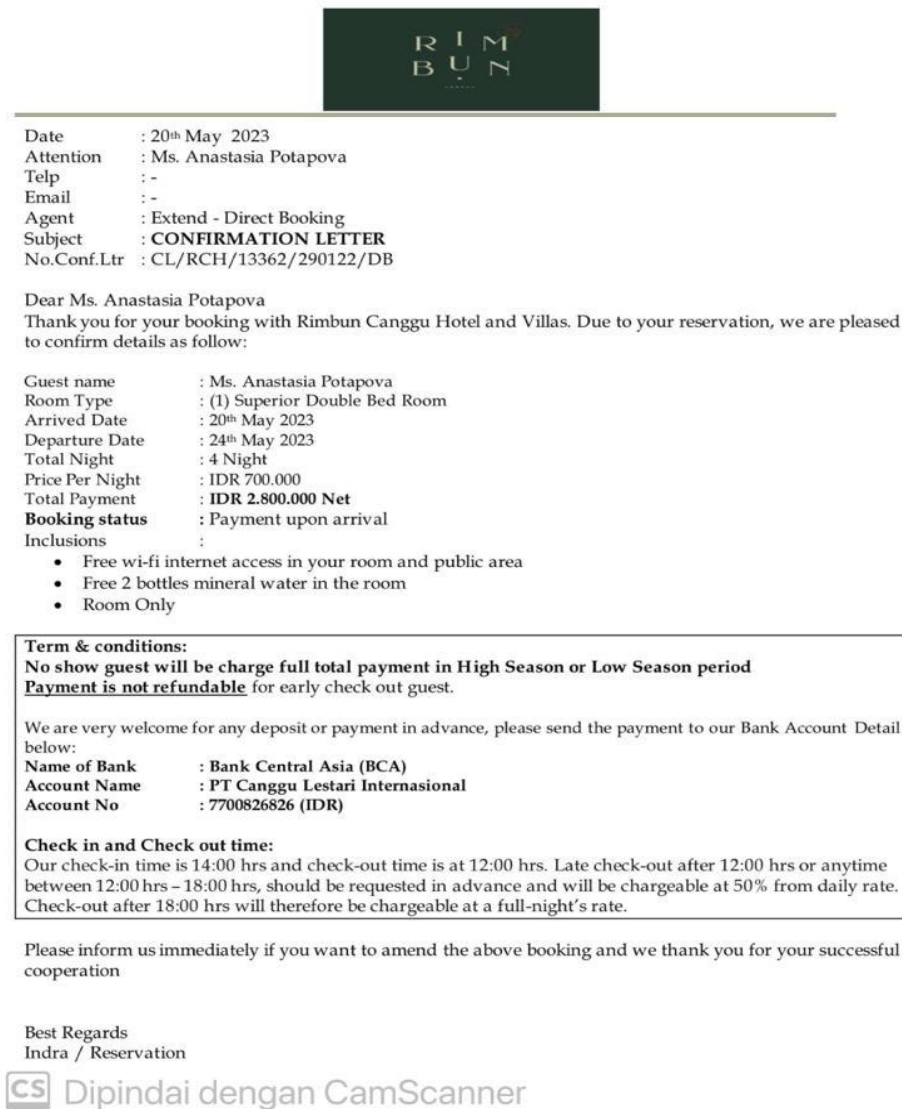 RIM
BUN
Date : 20th May 2023
Attention : Ms. Anastasia Potapova
Telp : -
Email : -
Agent : Extend - Direct Booking
Subject : CONFIRMATION LETTER
No.Conf.Ltr : CL/RCH/13362/290122/DB
Dear Ms. Anastasia Potapova
Thank you for your booking with Rimbun Canggu Hotel and Villas. Due to your reservation, we are pleased
to confirm details as follow:
Guest name : Ms. Anastasia Potapova
Room Type : (1) Superior Double Bed Room
Arrived Date : 20th May 2023
Departure Date : 24th May 2023
Total Night : 4 Night
Price Per Night : IDR 700.000
Total Payment : IDR 2.800.000 Net
Booking status : Payment upon arrival
Inclusions :
• Free wi-fi internet access in your room and public area
• Free 2 bottles mineral water in the room
• Room Only
Term & conditions:
No show guest will be charge full total payment in High Season or Low Season period
Payment is not refundable for early check out guest.
We are very welcome for any deposit or payment in advance, please send the payment to our Bank Account Detail
below:
Name of Bank : Bank Central Asia (BCA)
Account Name : PT Canggu Lestari Internasional
Account No : 7700826826 (IDR)
Check in and Check out time:
Our check-in time is 14:00 hrs and check-out time is at 12:00 hrs. Late check-out after 12:00 hrs or anytime
between 12:00 hrs – 18:00 hrs, should be requested in advance and will be chargeable at 50% from daily rate.
Check-out after 18:00 hrs will therefore be chargeable at a full-night's rate.
Please inform us immediately if you want to amend the above booking and we thank you for your successful
cooperation
Best Regards
Indra / Reservation
CS Dipindai dengan CamScanner